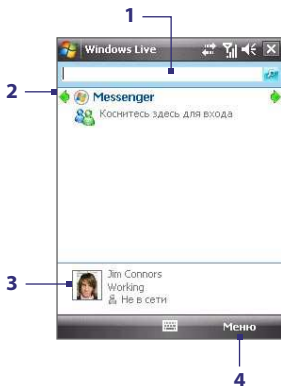 1
Windows Live
2
Messenger
Коснитесь здесь для входа
3
Jim Connors
Working
Не в сети
Меню
4